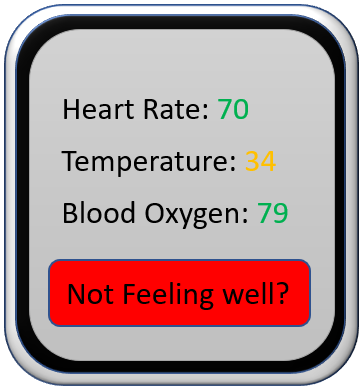 Heart Rate: 70
Temperature: 34
Blood Oxygen: 79
Not Feeling well?